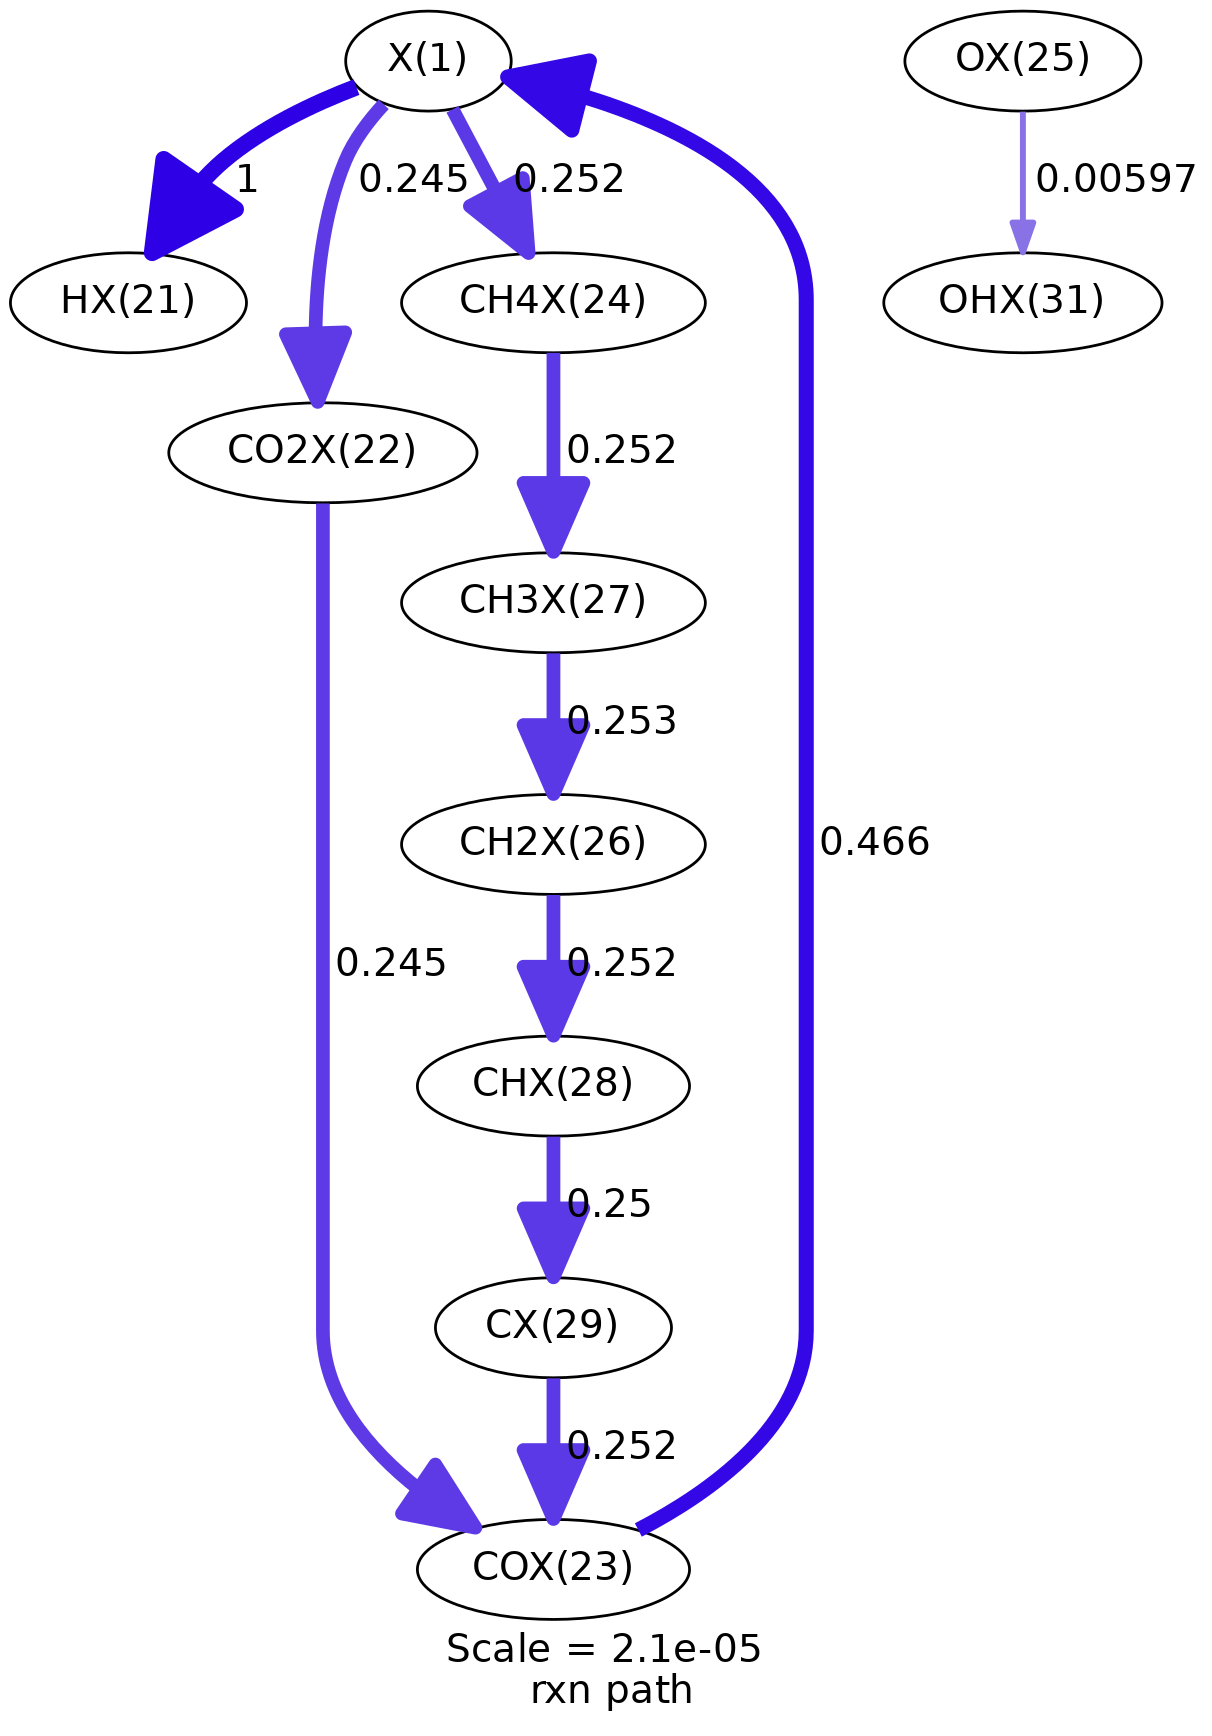 X(1)
OX(25)
1
0.245
0.252
0.00597
HX(21)
CH4X(24)
OHX(31)
CO2X(22)
0.252
CH3X(27)
0.253
CH2X(26)
0.466
0.245
0.252
CHX(28)
0.25
CX(29)
0.252
COX(23)
Scale = 2.1e-05
rxn path